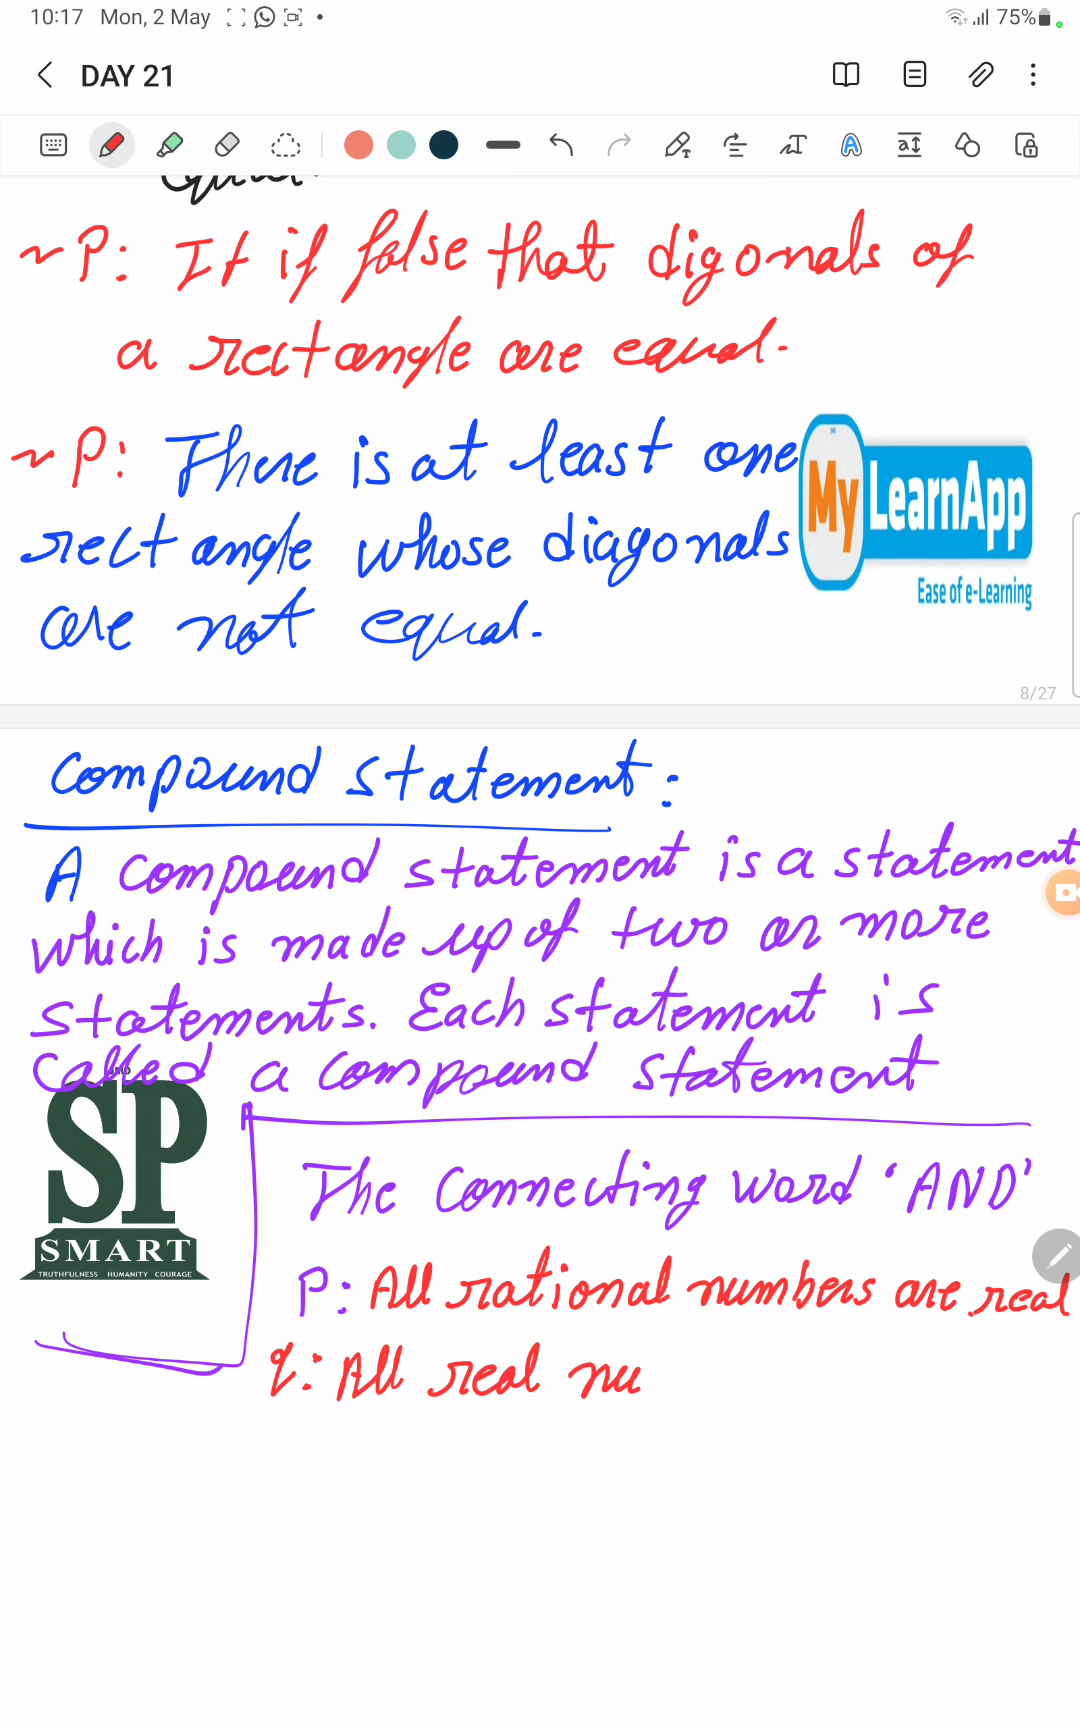 10:17 Mon, 2 May 75%
DAY 21
~P: It if false that digonals of
a rectangle are equal.
~P: There is at least one
rectangle whose diagonals
are not equal.
My LearnApp
Ease of e-Learning
8/27
Compound statement:
A compound statement is a statement
which is made up of two or more
statements. Each statement is
called a compound statement
SP
SMART
TRUTHFULNESS HUMANITY COURAGE
The Connecting word 'AND'
P: All rational numbers are real
q: All real nu